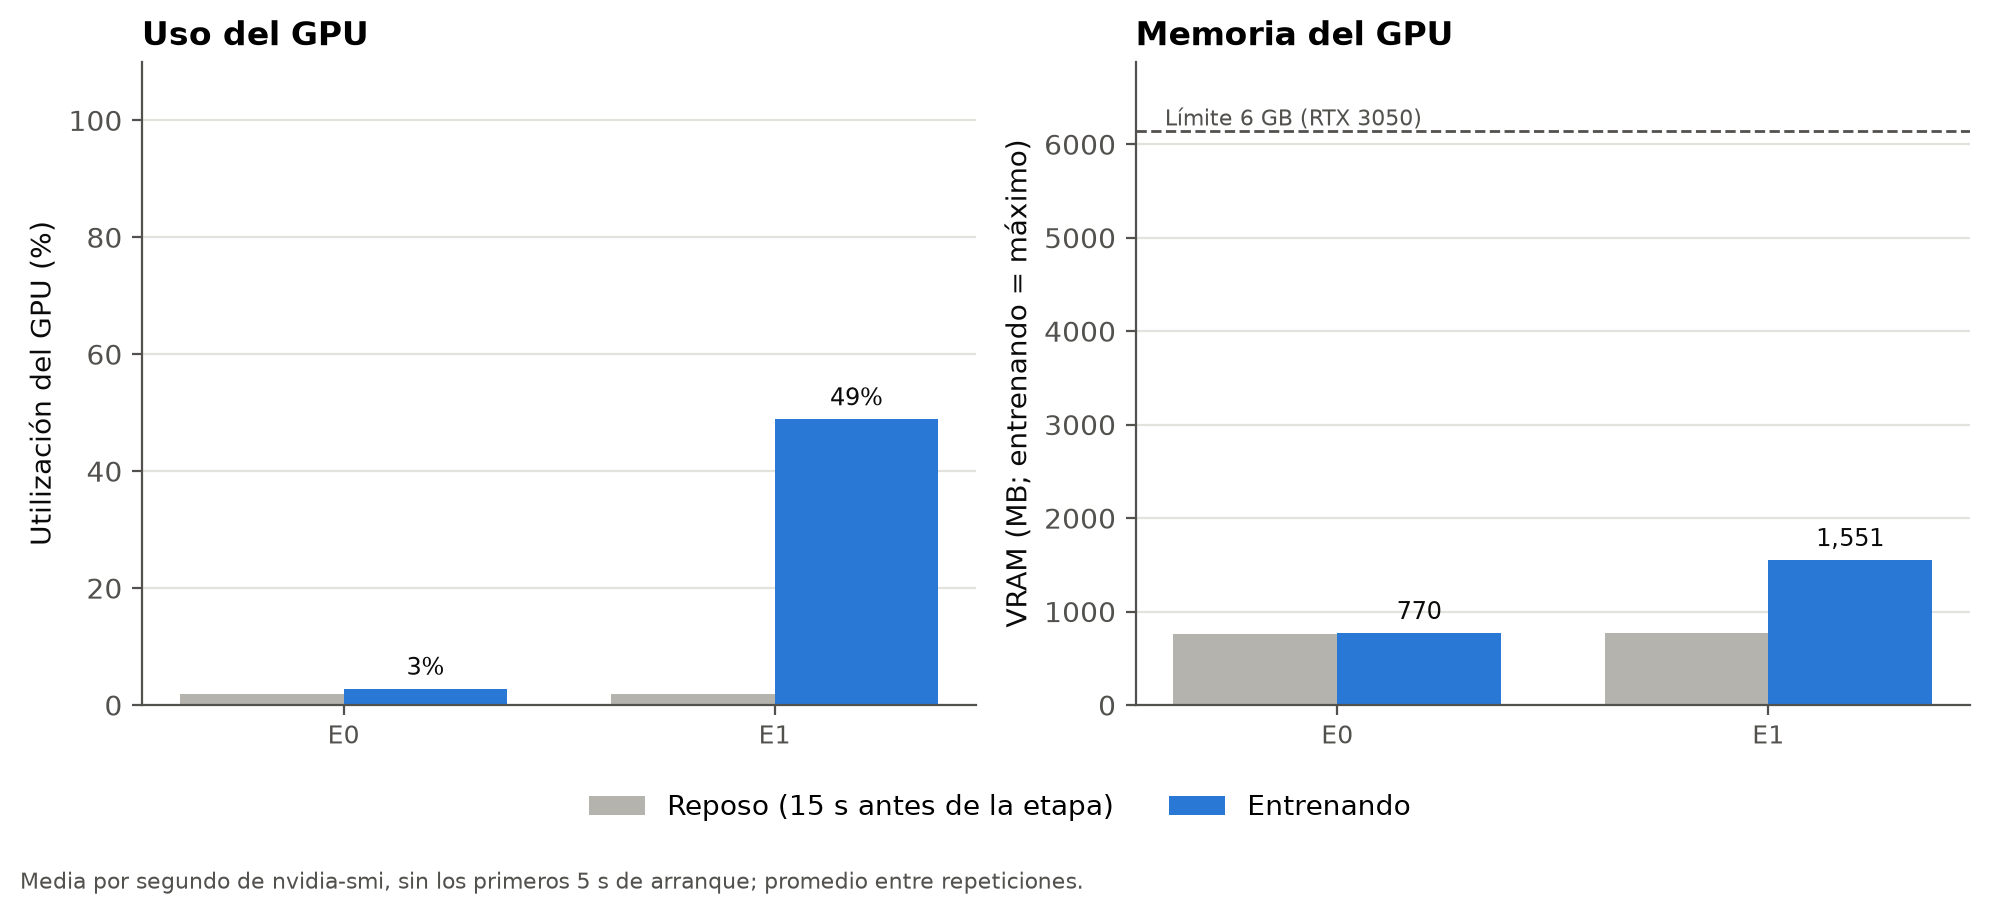 Uso del GPU
Utilización del GPU (%)
100
80
60
40
20
0
3%
49%
E0
E1
Memoria del GPU
VRAM (MB; entrenando = máximo)
Límite 6 GB (RTX 3050)
6000
5000
4000
3000
2000
1000
0
770
1,551
E0
E1
Reposo (15 s antes de la etapa)
Entrenando
Media por segundo de nvidia-smi, sin los primeros 5 s de arranque; promedio entre repeticiones.